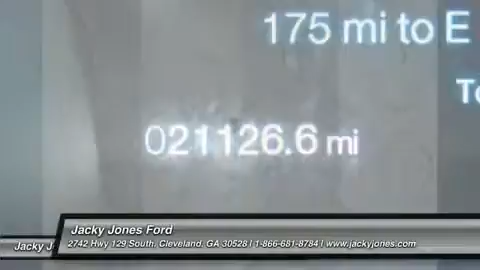 175 mi to E
To
021126.6 mi
Jacky Jones Ford
Jacky J
2742 Hwy 129 South, Cleveland, GA 30528 | 1-866-681-8784 | www.jackyjones.com